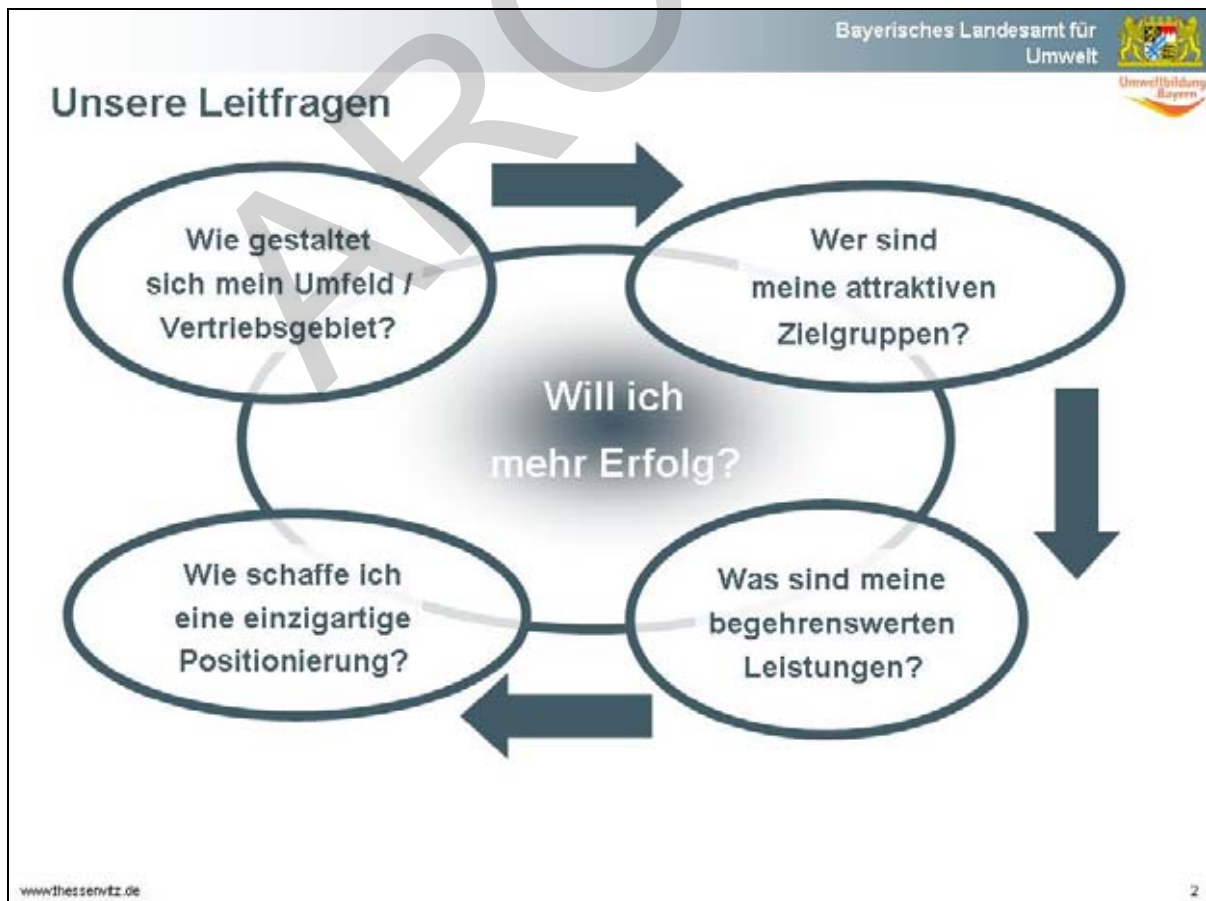 Bayerisches Landesamt für
Umwelt
Umweltbildung
Bayern
Unsere Leitfragen
Wie gestaltet
sich mein Umfeld /
Vertriebsgebiet?
Wer sind
meine attraktiven
Zielgruppen?
Will ich
mehr Erfolg?
Wie schaffe ich
eine einzigartige
Positionierung?
Was sind meine
begehrenswerten
Leistungen?
www.thessenvitz.de
2